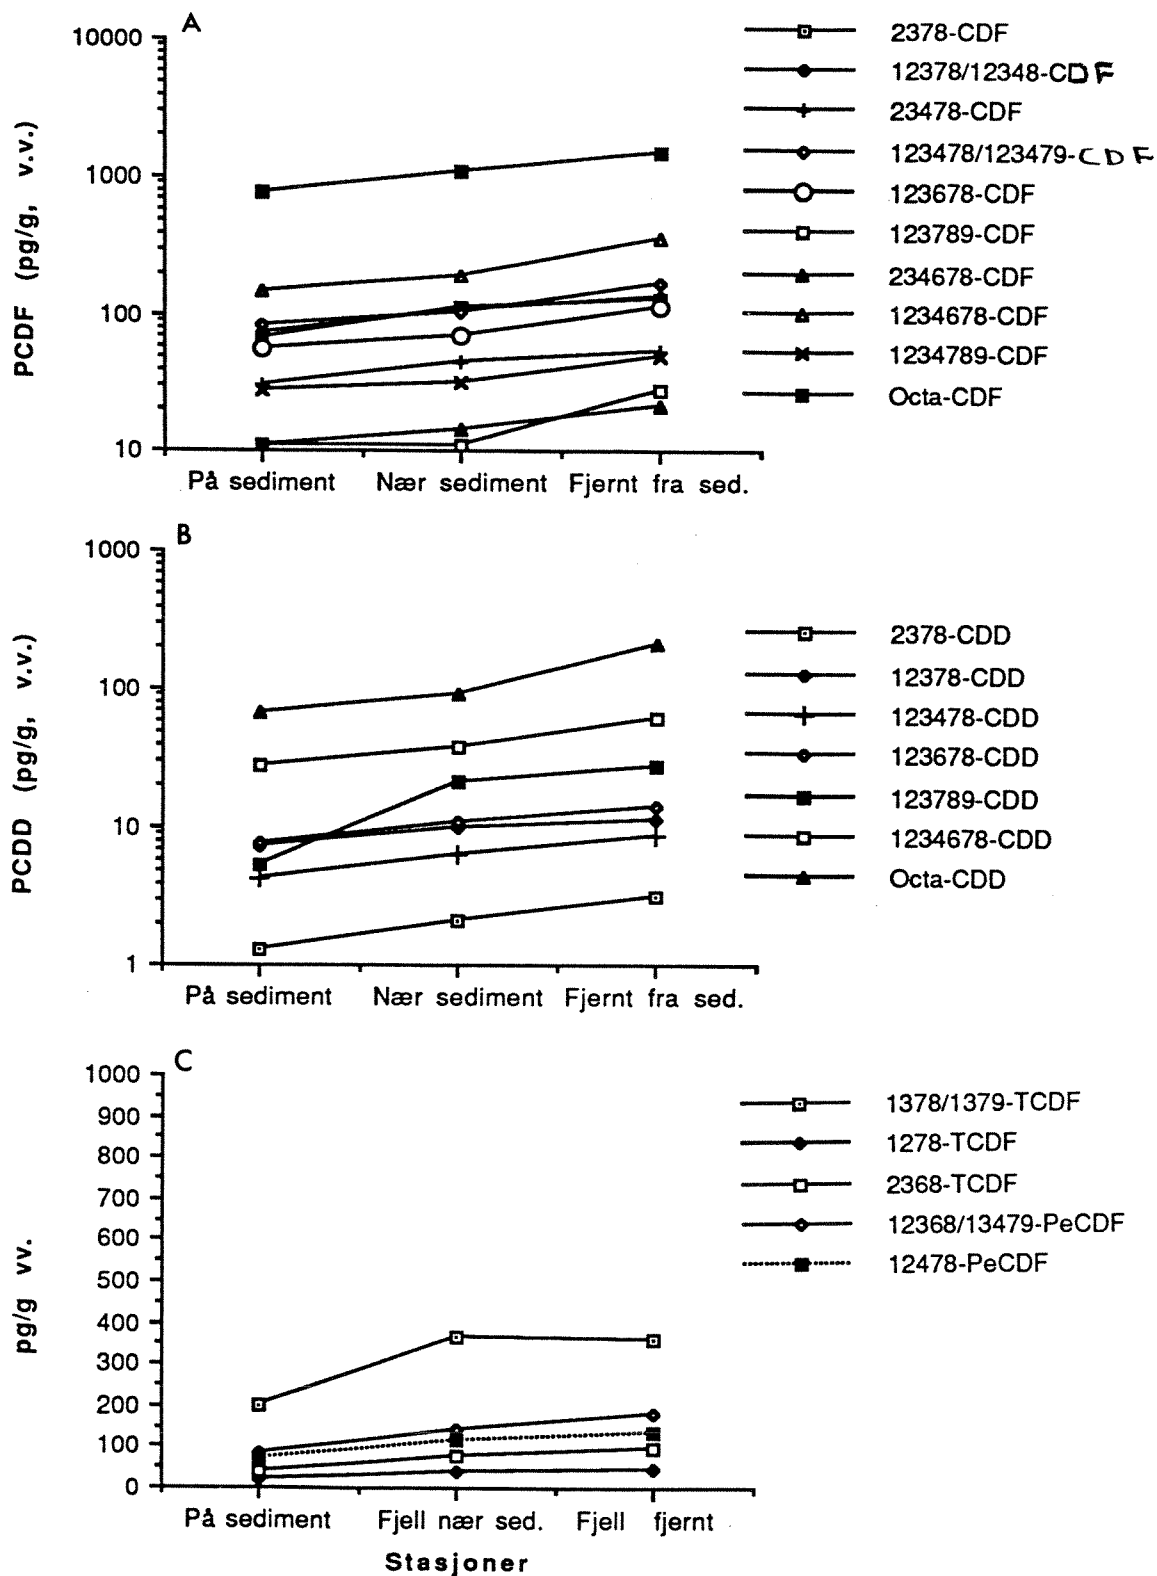 A
PCDF (pg/g, v.v.)
10000
1000
100
10
På sediment Nær sediment Fjernt fra sed.
2378-CDF
12378/12348-CDF
23478-CDF
123478/123479-CDF
123678-CDF
123789-CDF
234678-CDF
1234678-CDF
1234789-CDF
Octa-CDF
B
PCDD (pg/g, v.v.)
1000
100
10
1
På sediment Nær sediment Fjernt fra sed.
2378-CDD
12378-CDD
123478-CDD
123678-CDD
123789-CDD
1234678-CDD
Octa-CDD
C
pg/g vv.
1000
900
800
700
600
500
400
300
200
100
0
På sediment Fjell nær sed. Fjell fjernt
Stasjoner
1378/1379-TCDF
1278-TCDF
2368-TCDF
12368/13479-PeCDF
12478-PeCDF